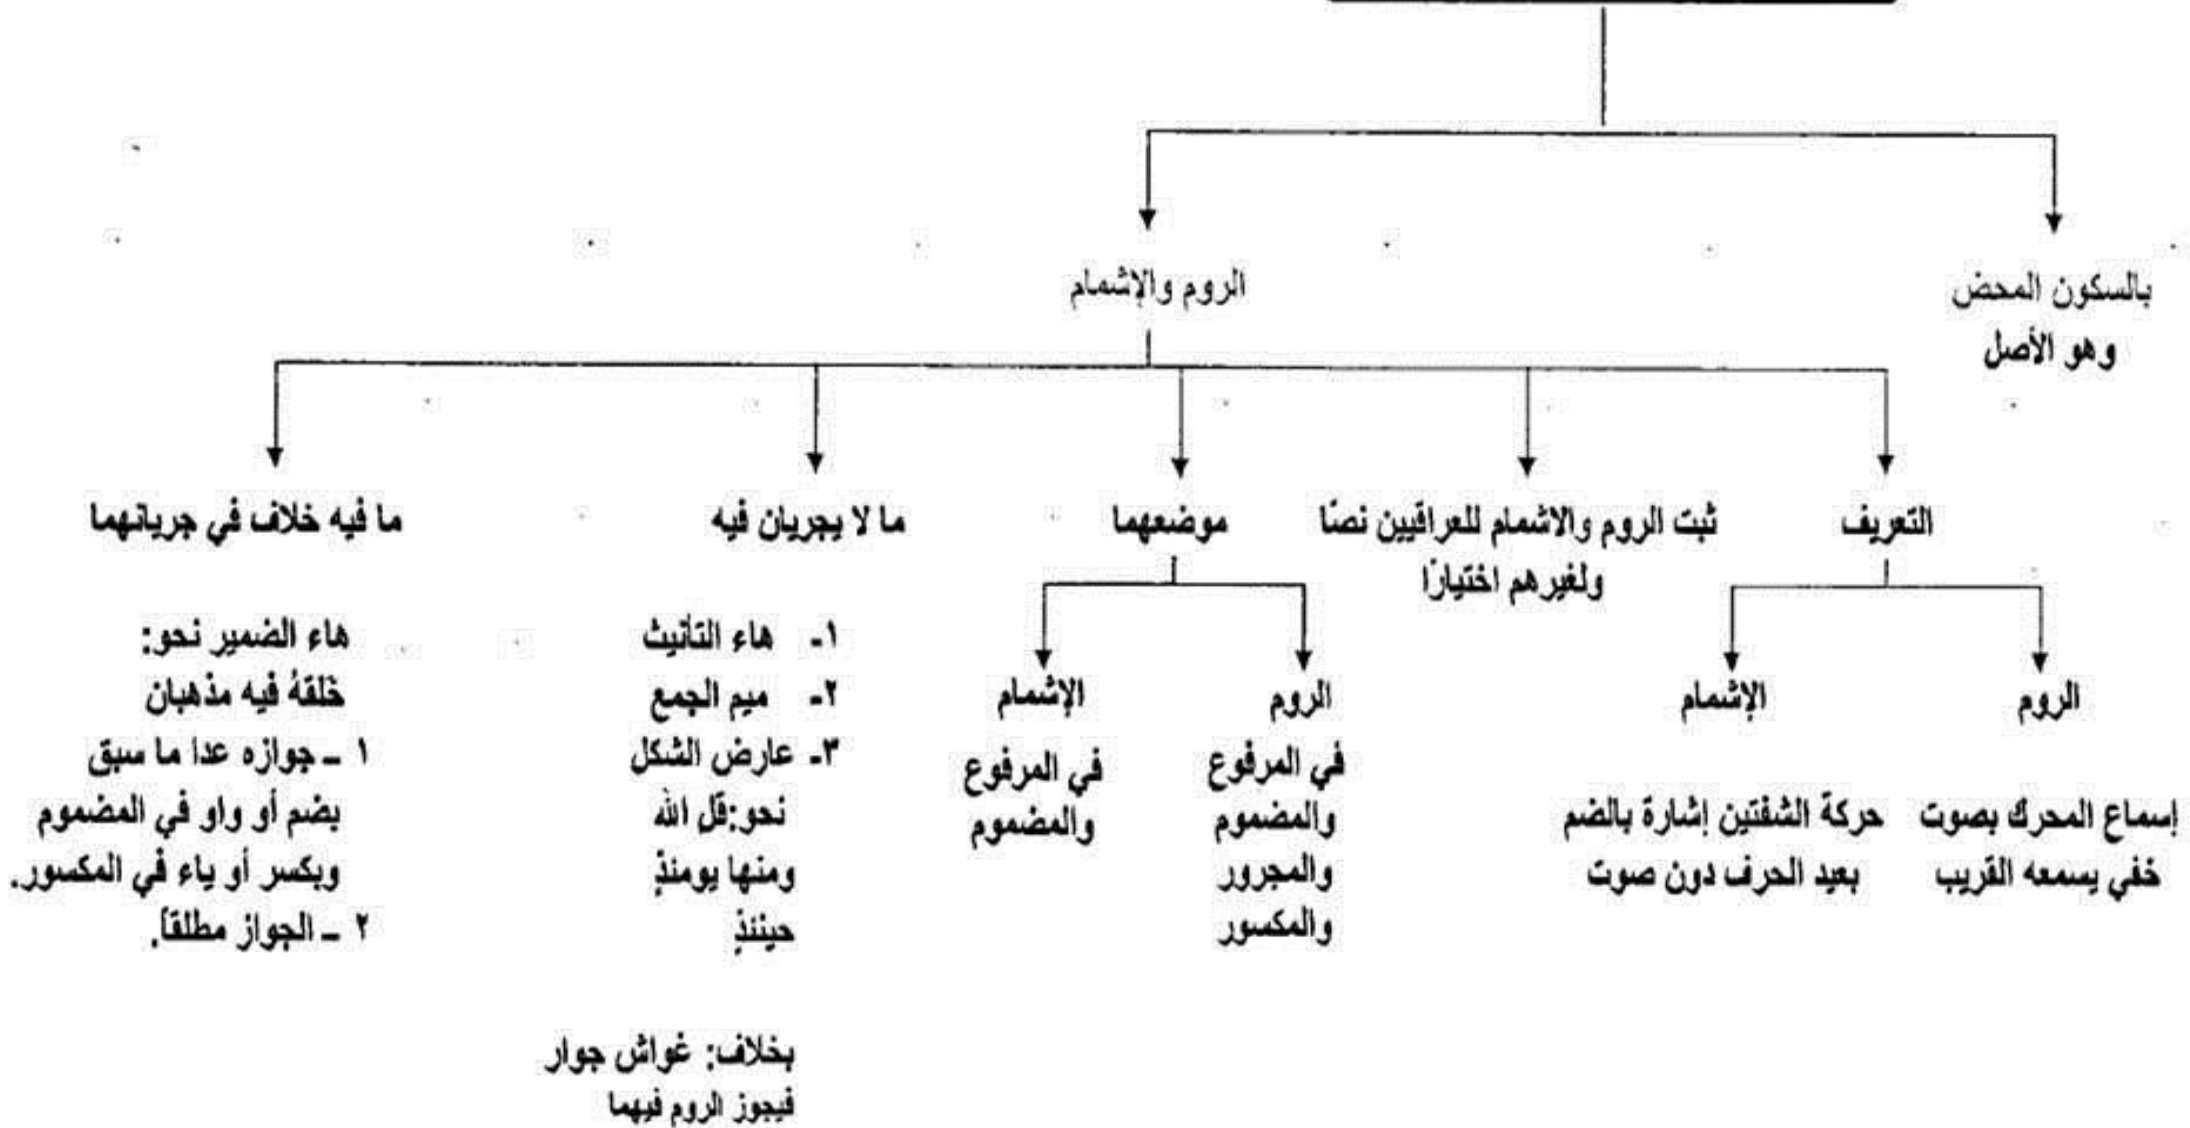 بالسكون المحض
وهو الأصل
الروم والإشمام
التعريف
الروم
إسماع المحرك بصوت
خفي يسمعه القريب
الإشمام
حركة الشفتين إشارة بالضم
بعيد الحرف دون صوت
ثبت الروم والاشمام للعراقيين نصًا
ولغيرهم اختيارًا
موضعهما
الروم
في المرفوع
والمضموم
والمجرور
والمكسور
الإشمام
في المرفوع
والمضموم
ما لا يجريان فيه
١- هاء التأنيث
٢- ميم الجمع
٣- عارض الشكل
نحو:قلِ الله
ومنها يومئذٍ
حينئذٍ
بخلاف: غواش جوار
فيجوز الروم فيهما
ما فيه خلاف في جريانهما
هاء الضمير نحو:
خلقهُ فيه مذهبان
١ – جوازه عدا ما سبق
بضم أو واو في المضموم
وبكسر أو ياء في المكسور.
٢ – الجواز مطلقاً.